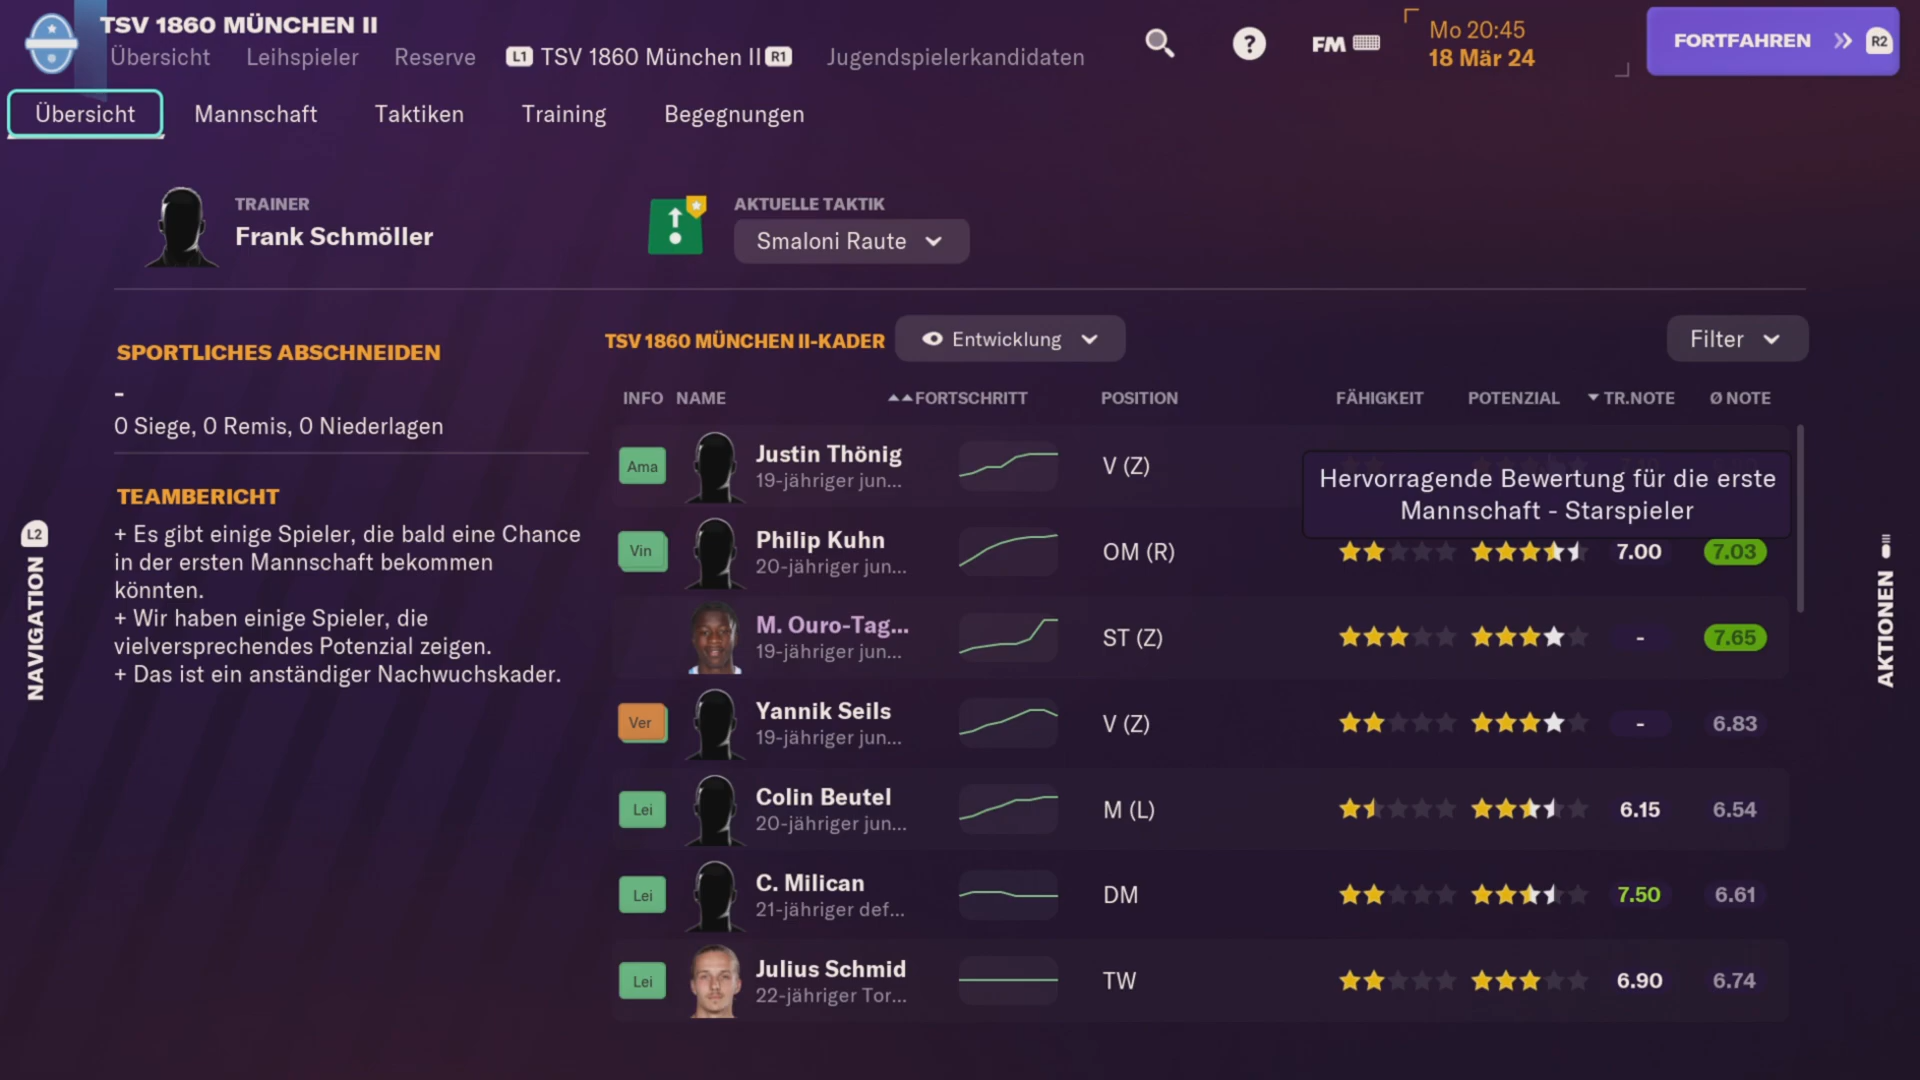 TSV 1860 MÜNCHEN II
Übersicht Leihspieler Reserve L1 TSV 1860 München II R1 Jugendspielerkandidaten
? FM
Mo 20:45
18 Mär 24
FORTFAHREN R2
Übersicht Mannschaft Taktiken Training Begegnungen
TRAINER
Frank Schmöller
AKTUELLE TAKTIK
Smaloni Raute
SPORTLICHES ABSCHNEIDEN
-
0 Siege, 0 Remis, 0 Niederlagen
TEAMBERICHT
+ Es gibt einige Spieler, die bald eine Chance
in der ersten Mannschaft bekommen
könnten.
+ Wir haben einige Spieler, die
vielversprechendes Potenzial zeigen.
+ Das ist ein anständiger Nachwuchskader.
L2
NAVIGATION
TSV 1860 MÜNCHEN II-KADER Entwicklung Filter
INFO NAME FORTSCHRITT POSITION FÄHIGKEIT POTENZIAL TR.NOTE Ø NOTE
Ama Justin Thönig V (Z)
19-jähriger jun...
Hervorragende Bewertung für die erste
Mannschaft - Starspieler
Vin Philip Kuhn OM (R) 7.00 7.03
20-jähriger jun...
M. Ouro-Tag... ST (Z) - 7.65
19-jähriger jun...
Ver Yannik Seils V (Z) - 6.83
19-jähriger jun...
Lei Colin Beutel M (L) 6.15 6.54
20-jähriger jun...
Lei C. Milican DM 7.50 6.61
21-jähriger def...
Lei Julius Schmid TW 6.90 6.74
22-jähriger Tor...
AKTIONEN